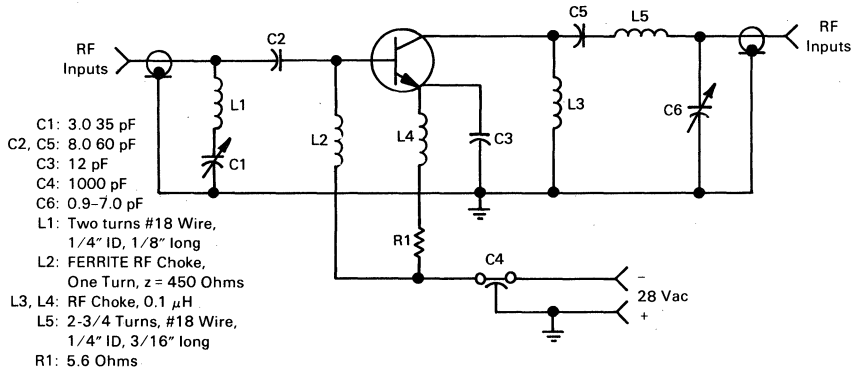 RF
Inputs
C2
L1
C1
L2
L4
C3
R1
C4
L3
C5
L5
C6
RF
Inputs
−
28 Vac
+
C1: 3.0 35 pF
C2, C5: 8.0 60 pF
C3: 12 pF
C4: 1000 pF
C6: 0.9–7.0 pF
L1: Two turns #18 Wire,
1/4″ ID, 1/8″ long
L2: FERRITE RF Choke,
One Turn, z = 450 Ohms
L3, L4: RF Choke, 0.1 μH
L5: 2-3/4 Turns, #18 Wire,
1/4″ ID, 3/16″ long
R1: 5.6 Ohms